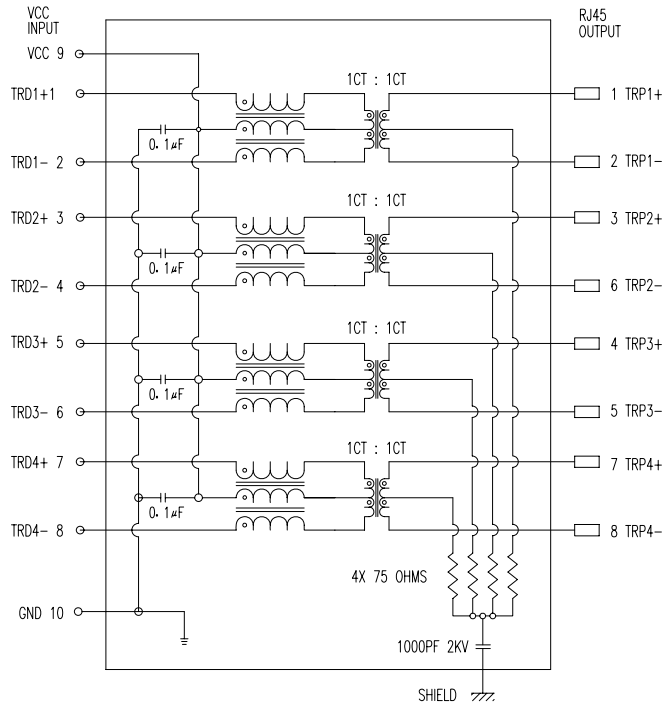 VCC
INPUT
RJ45
OUTPUT
VCC 9
1CT : 1CT
TRD1+1
1 TRP1+
0.1µF
TRD1- 2
2 TRP1-
1CT : 1CT
TRD2+ 3
3 TRP2+
0.1µF
TRD2- 4
6 TRP2-
1CT : 1CT
TRD3+ 5
4 TRP3+
0.1µF
TRD3- 6
5 TRP3-
1CT : 1CT
TRD4+ 7
7 TRP4+
0.1µF
TRD4- 8
8 TRP4-
4X 75 OHMS
GND 10
1000PF 2KV
SHIELD